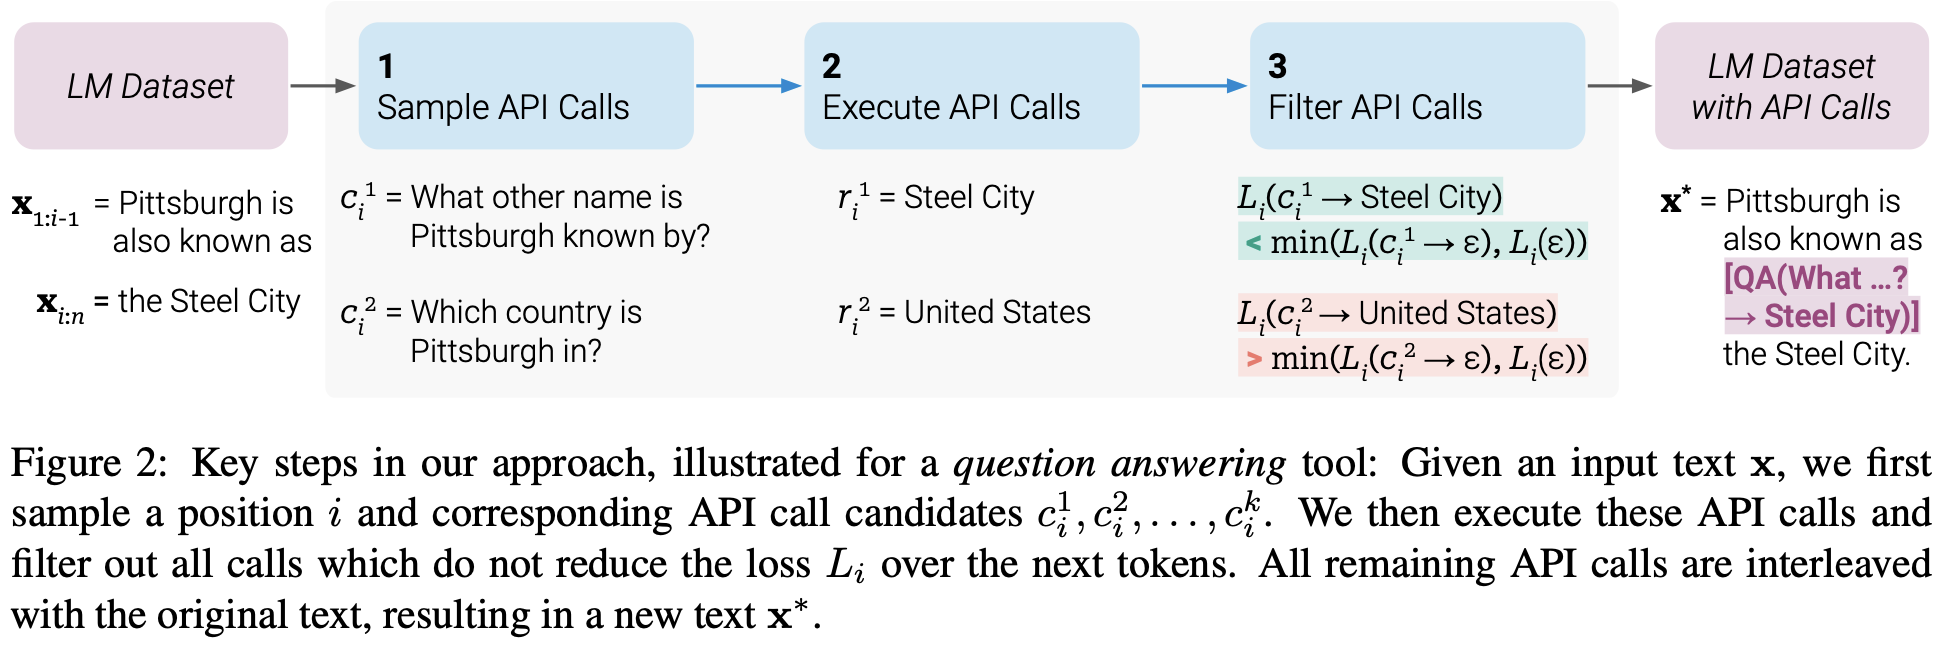 LM Dataset
1
Sample API Calls
2
Execute API Calls
3
Filter API Calls
LM Dataset
with API Calls
x1:i-1 = Pittsburgh is
also known as
xi:n = the Steel City
ci1 = What other name is
Pittsburgh known by?
ci2 = Which country is
Pittsburgh in?
ri1 = Steel City
ri2 = United States
Li(ci1 → Steel City)
< min(Li(ci1 → ε), Li(ε))
Li(ci2 → United States)
> min(Li(ci2 → ε), Li(ε))
x* = Pittsburgh is
also known as
[QA(What ...?
→ Steel City)]
the Steel City.
Figure 2: Key steps in our approach, illustrated for a question answering tool: Given an input text x, we first
sample a position i and corresponding API call candidates ci1, ci2, . . . , cik. We then execute these API calls and
filter out all calls which do not reduce the loss Li over the next tokens. All remaining API calls are interleaved
with the original text, resulting in a new text x*.